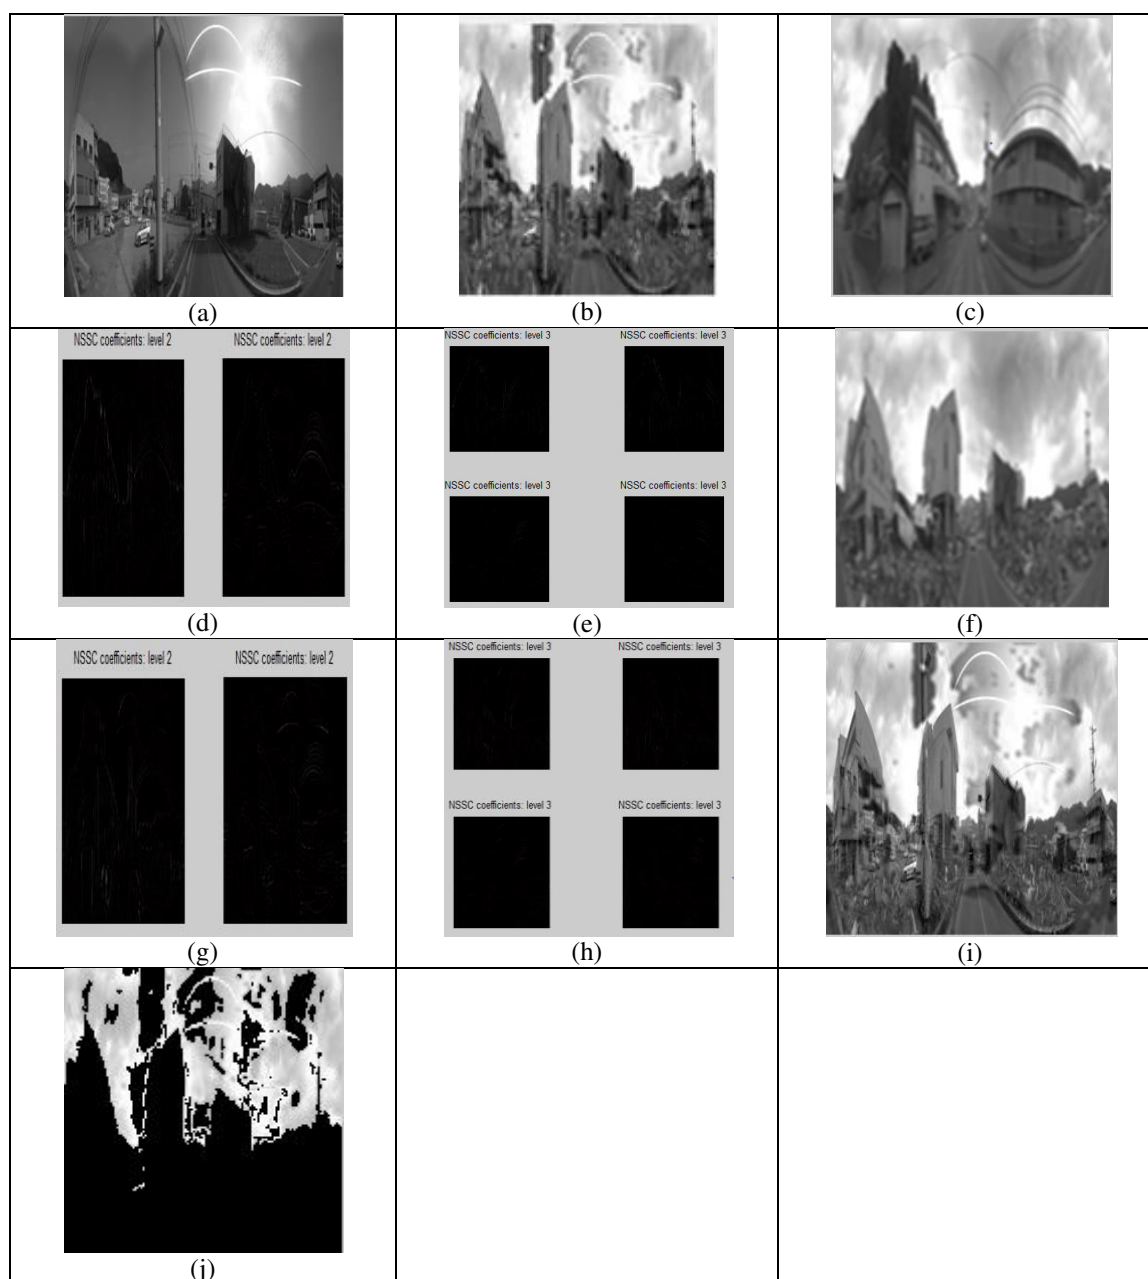 (a)
(b)
(c)
NSSC coefficients: level 2
NSSC coefficients: level 2
(d)
NSSC coefficients: level 3
NSSC coefficients: level 3
NSSC coefficients: level 3
NSSC coefficients: level 3
(e)
(f)
NSSC coefficients: level 2
NSSC coefficients: level 2
(g)
NSSC coefficients: level 3
NSSC coefficients: level 3
NSSC coefficients: level 3
NSSC coefficients: level 3
(h)
(i)
(j)